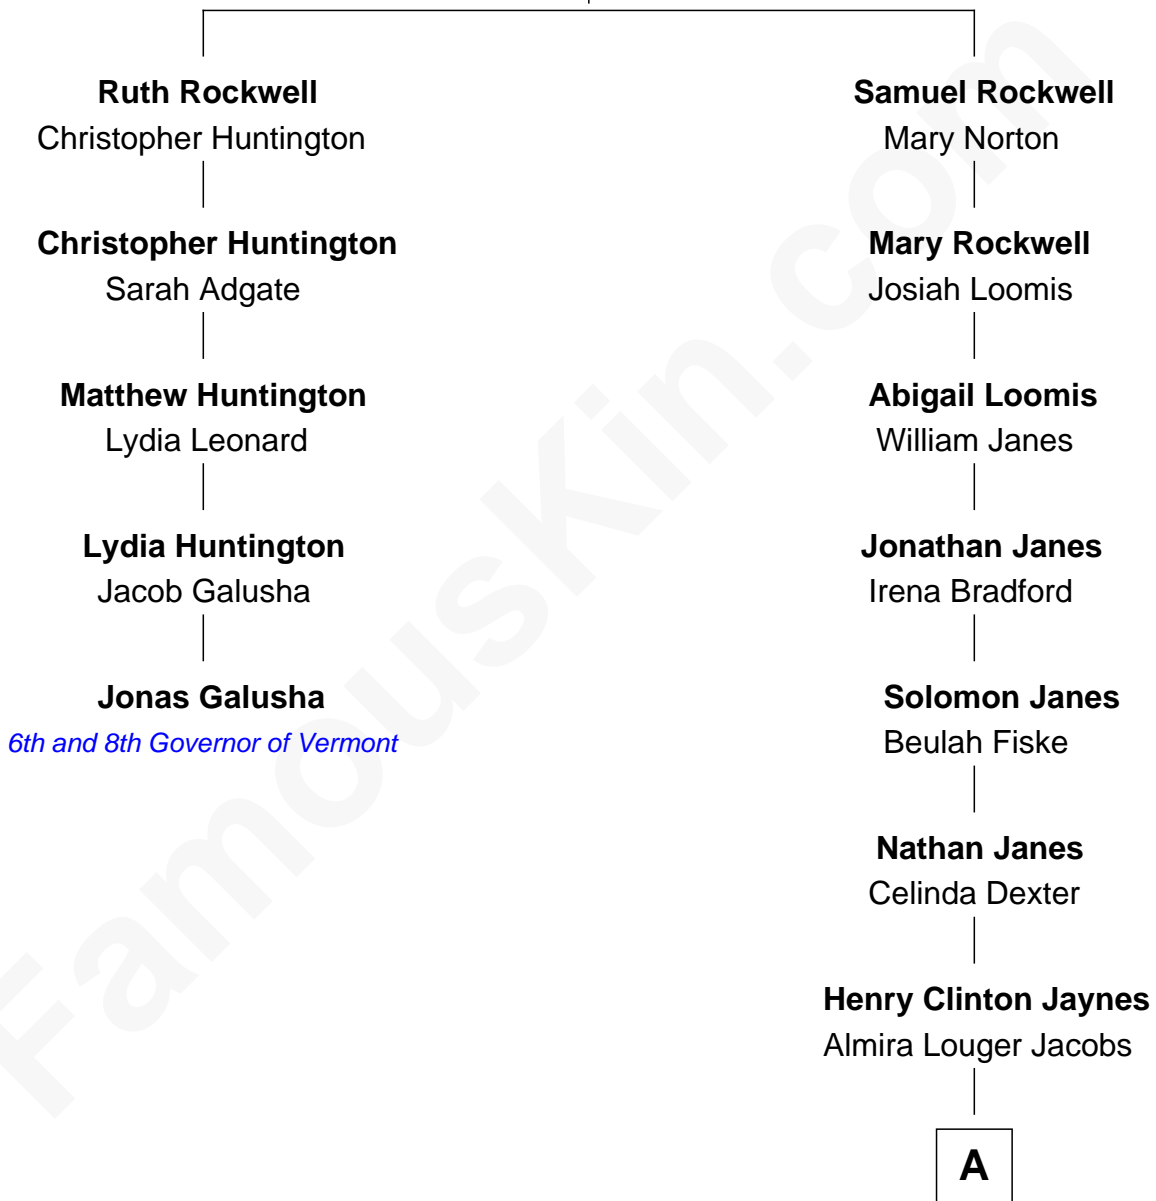 Ruth Rockwell
Christopher Huntington
Christopher Huntington
Sarah Adgate
Matthew Huntington
Lydia Leonard
Lydia Huntington
Jacob Galusha
Jonas Galusha
6th and 8th Governor of Vermont
Samuel Rockwell
Mary Norton
Mary Rockwell
Josiah Loomis
Abigail Loomis
William Janes
Jonathan Janes
Irena Bradford
Solomon Janes
Beulah Fiske
Nathan Janes
Celinda Dexter
Henry Clinton Jaynes
Almira Louger Jacobs
A
FamousKin.com